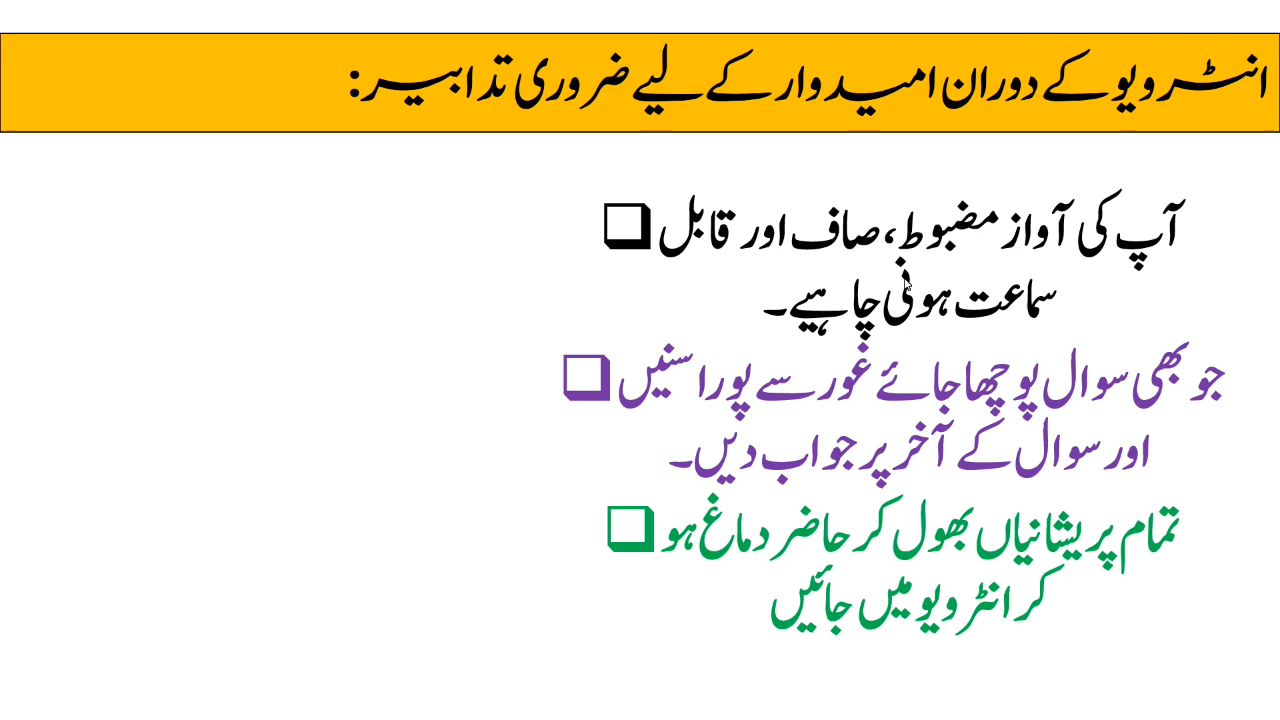 انٹرویو کے دوران امیدوار کے لیے ضروری تدابیر:
آپ کی آواز مضبوط، صاف اور قابل
سماعت ہونی چاہیے۔
جو بھی سوال پوچھا جائے غور سے پورا سنیں
اور سوال کے آخر پر جواب دیں۔
تمام پریشانیاں بھول کر حاضر دماغ ہو
کر انٹرویو میں جائیں